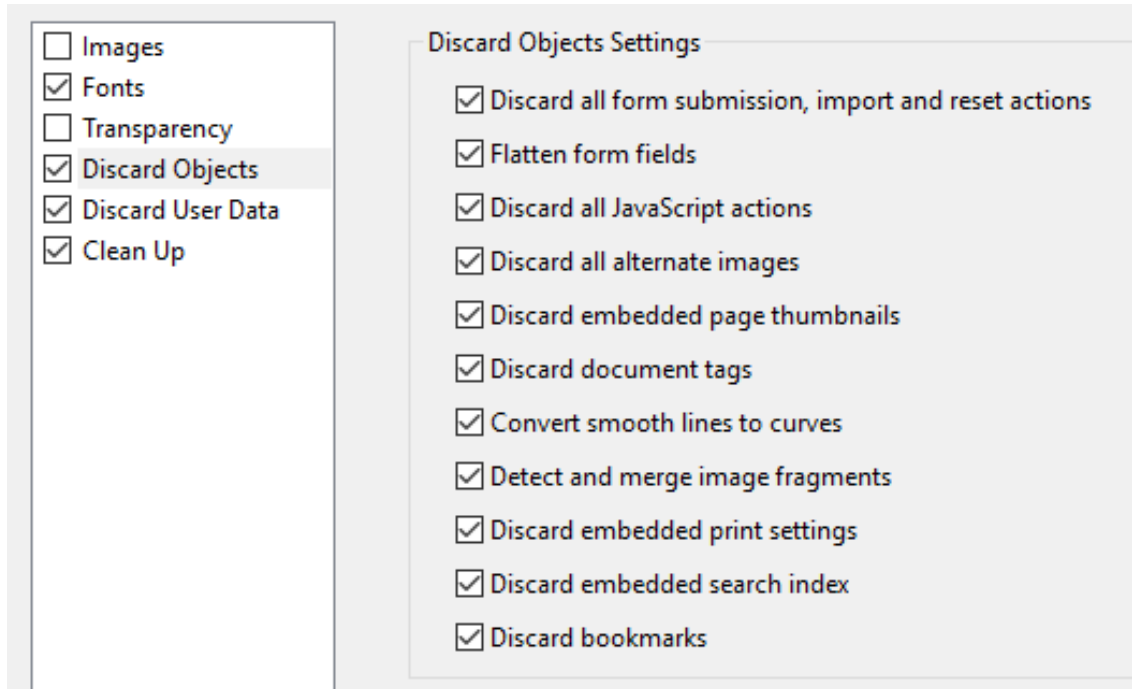 Images
Fonts
Transparency
Discard Objects
Discard User Data
Clean Up
Discard Objects Settings
Discard all form submission, import and reset actions
Flatten form fields
Discard all JavaScript actions
Discard all alternate images
Discard embedded page thumbnails
Discard document tags
Convert smooth lines to curves
Detect and merge image fragments
Discard embedded print settings
Discard embedded search index
Discard bookmarks